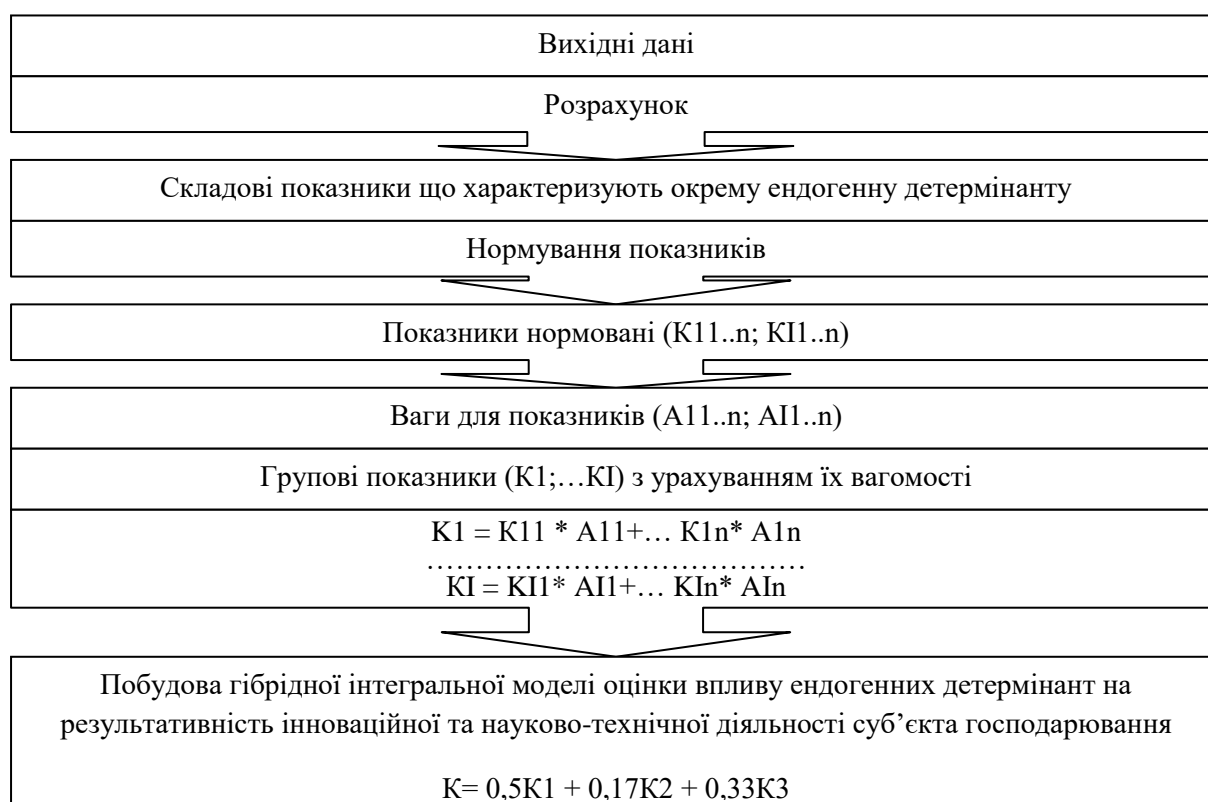 Вихідні дані
Розрахунок
Складові показники що характеризують окрему ендогенну детермінанту
Нормування показників
Показники нормовані (К11..n; КІ1..n)
Ваги для показників (А11..n; АІ1..n)
Групові показники (К1;…КІ) з урахуванням їх вагомості
К1 = К11 * А11+… К1n* А1n
…………………………………
КІ = КІ1* АІ1+… КІn* АІn
Побудова гібрідної інтегральної моделі оцінки впливу ендогенних детермінант на
результативність інноваційної та науково-технічної діяльності суб’єкта господарювання
К= 0,5К1 + 0,17К2 + 0,33К3